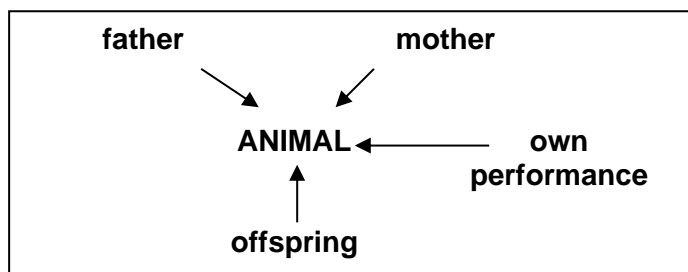 father mother
ANIMAL
own
performance
offspring